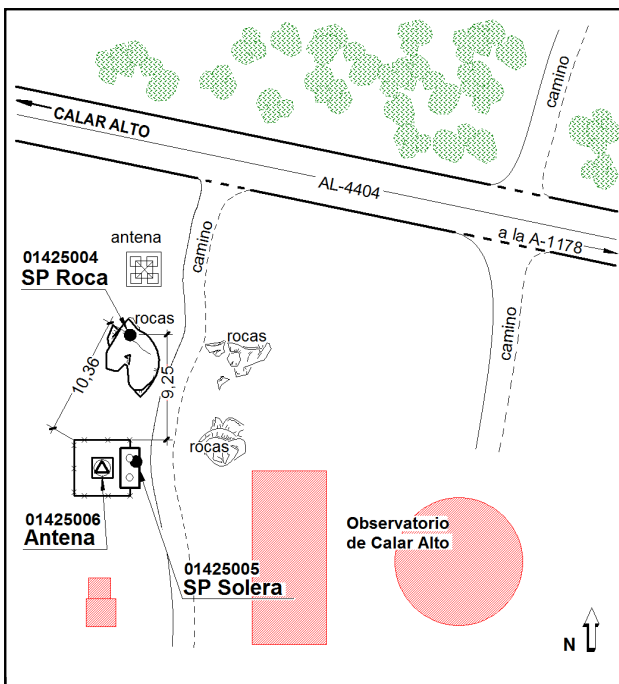 camino
CALAR ALTO
AL-4404
a la A-1178
camino
antena
01425004
SP Roca
rocas
rocas
camino
10,36
9,25
rocas
01425006
Antena
01425005
SP Solera
Observatorio
de Calar Alto
N